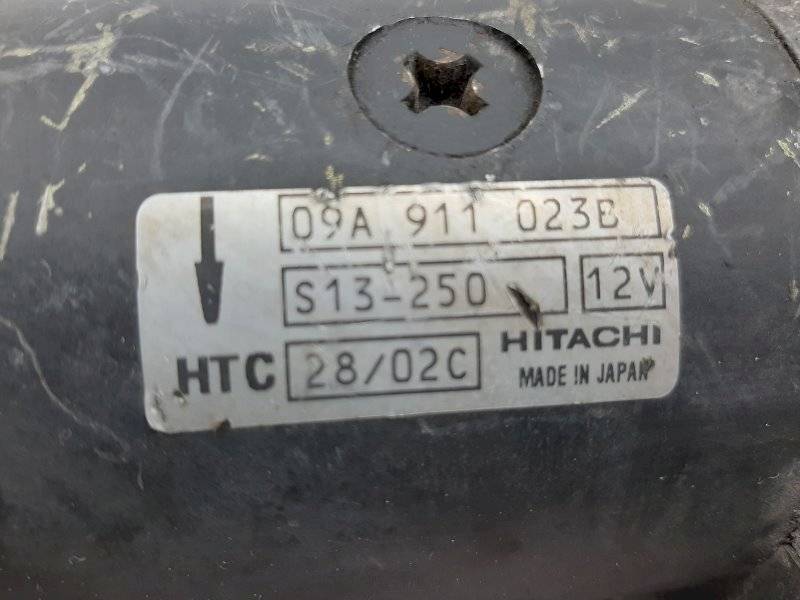 09A 911 023B
S13-250 12V
HTC 28/02C HITACHI
MADE IN JAPAN